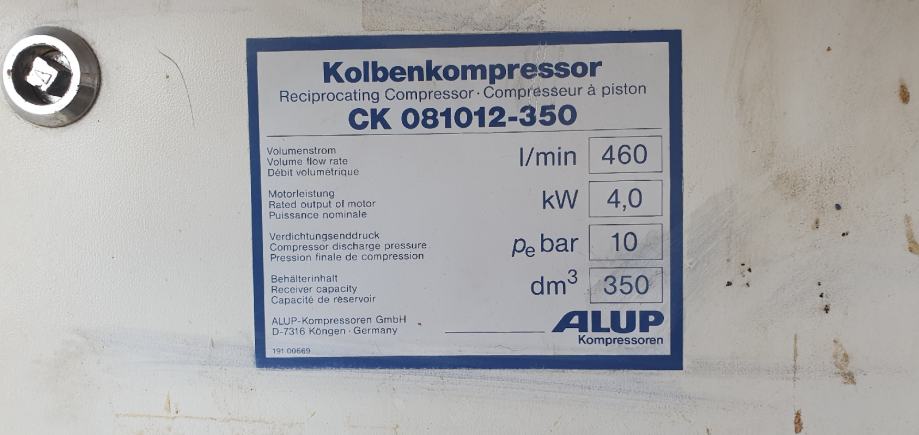 Kolbenkompressor
Reciprocating Compressor · Compresseur à piston
CK 081012-350
Volumenstrom
Volume flow rate
Débit volumetrique
l/min 460
Motorleistung
Rated output of motor
Puissance nominale
kW 4,0
Verdichtungsenddruck
Compressor discharge pressure
Pression finale de compression
pe bar 10
Behälterinhalt
Receiver capacity
Capacité de réservoir
dm³ 350
ALUP-Kompressoren GmbH
D-7316 Köngen · Germany
ALUP
Kompressoren
191 00669